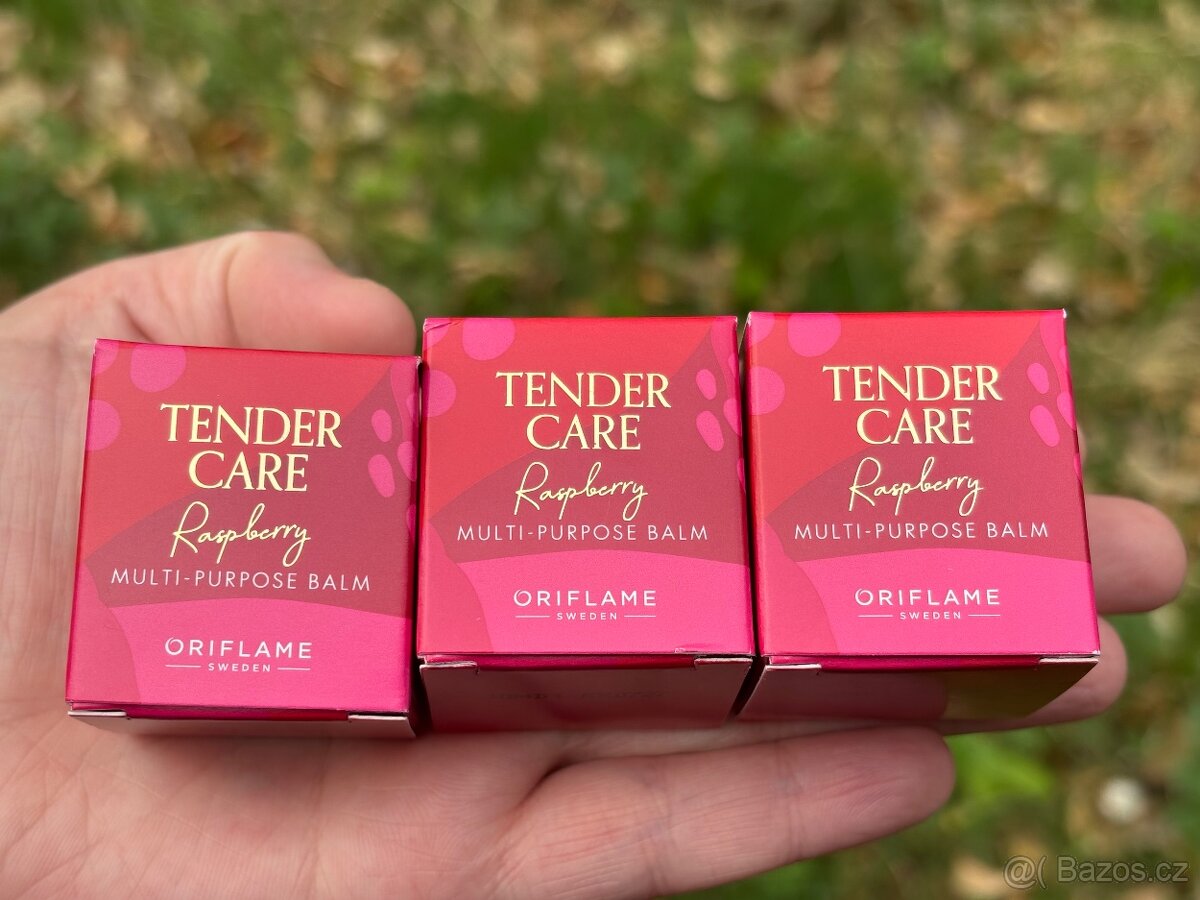 TENDER
CARE
Raspberry
MULTI-PURPOSE BALM
ORIFLAME
SWEDEN
TENDER
CARE
Raspberry
MULTI-PURPOSE BALM
ORIFLAME
SWEDEN
TENDER
CARE
Raspberry
MULTI-PURPOSE BALM
ORIFLAME
SWEDEN
@( Bazos.cz